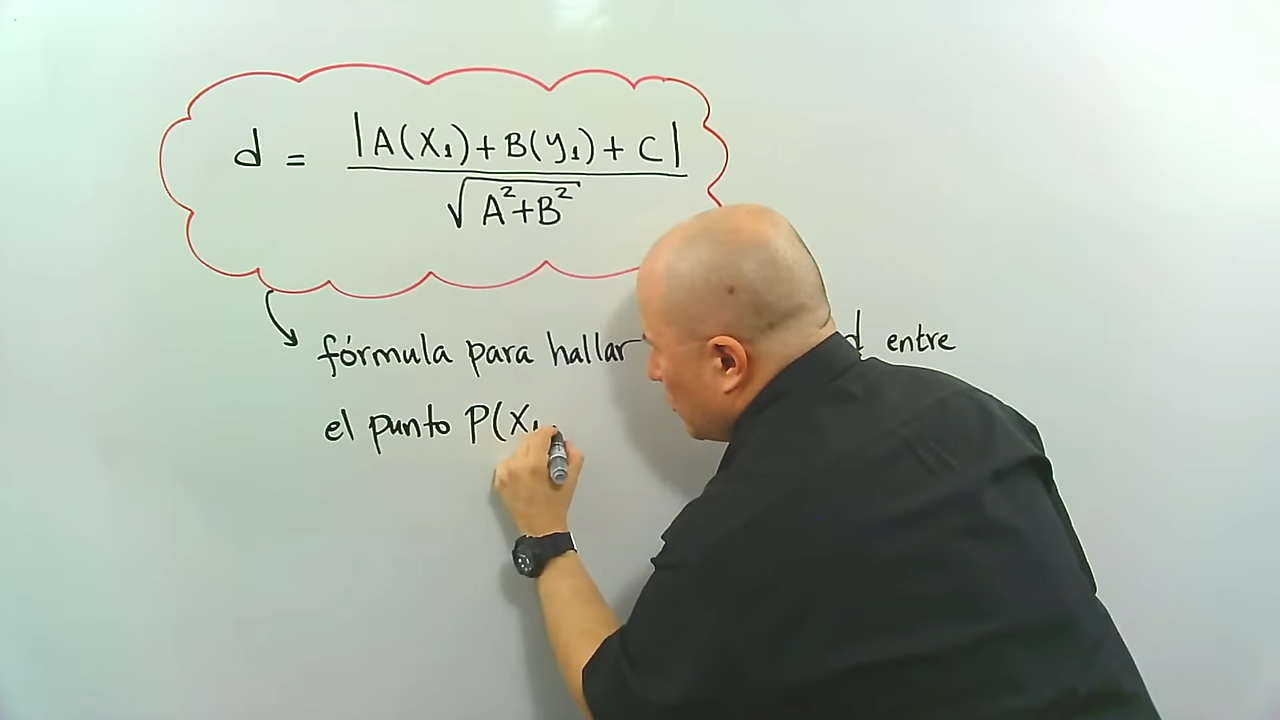 d = |A(X₁)+B(y₁)+C|
√A²+B²
fórmula para hallar d entre
el punto P(X₁